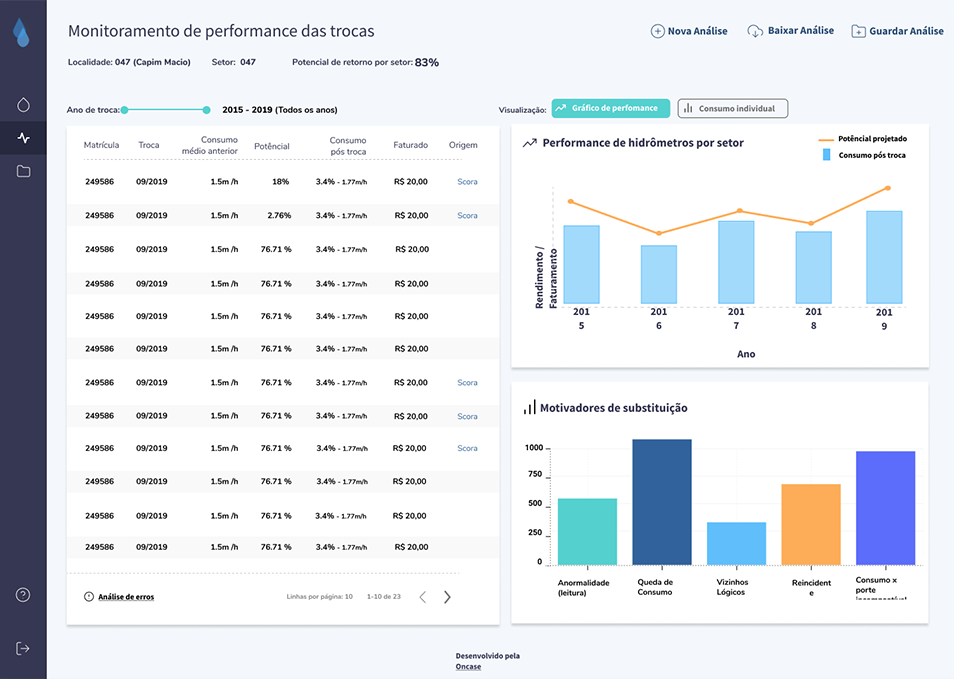 Monitoramento de performance das trocas
Nova Análise
Baixar Análise
Guardar Análise
Localidade: 047 (Capim Macio)
Setor: 047
Potencial de retorno por setor: 83%
Ano de troca:
2015 - 2019 (Todos os anos)
Visualização:
Gráfico de perfomance
Consumo individual
Matrícula
Troca
Consumo
médio anterior
Potêncial
Consumo
pós troca
Faturado
Origem
249586 09/2019 1.5m /h 18% 3.4% - 1.77m/h R$ 20,00 Scora
249586 09/2019 1.5m /h 2.76% 3.4% - 1.77m/h R$ 20,00 Scora
249586 09/2019 1.5m /h 76.71 % 3.4% - 1.77m/h R$ 20,00
249586 09/2019 1.5m /h 76.71 % 3.4% - 1.77m/h R$ 20,00
249586 09/2019 1.5m /h 76.71 % 3.4% - 1.77m/h R$ 20,00
249586 09/2019 1.5m /h 76.71 % 3.4% - 1.77m/h R$ 20,00
249586 09/2019 1.5m /h 76.71 % 3.4% - 1.77m/h R$ 20,00 Scora
249586 09/2019 1.5m /h 76.71 % 3.4% - 1.77m/h R$ 20,00 Scora
249586 09/2019 1.5m /h 76.71 % 3.4% - 1.77m/h R$ 20,00 Scora
249586 09/2019 1.5m /h 76.71 % 3.4% - 1.77m/h R$ 20,00
249586 09/2019 1.5m /h 76.71 % 3.4% - 1.77m/h R$ 20,00
249586 09/2019 1.5m /h 76.71 % 3.4% - 1.77m/h R$ 20,00
Análise de erros
Linhas por página: 10
1-10 de 23
Performance de hidrômetros por setor
Potêncial projetado
Consumo pós troca
Rendimento /
Faturamento
201 201 201 201 201
5 6 7 8 9
Ano
Motivadores de substituição
1000
750
500
250
0
Anormalidade
(leitura)
Queda de
Consumo
Vizinhos
Lógicos
Reincident
e
Consumo x
porte
Desenvolvido pela
Oncase